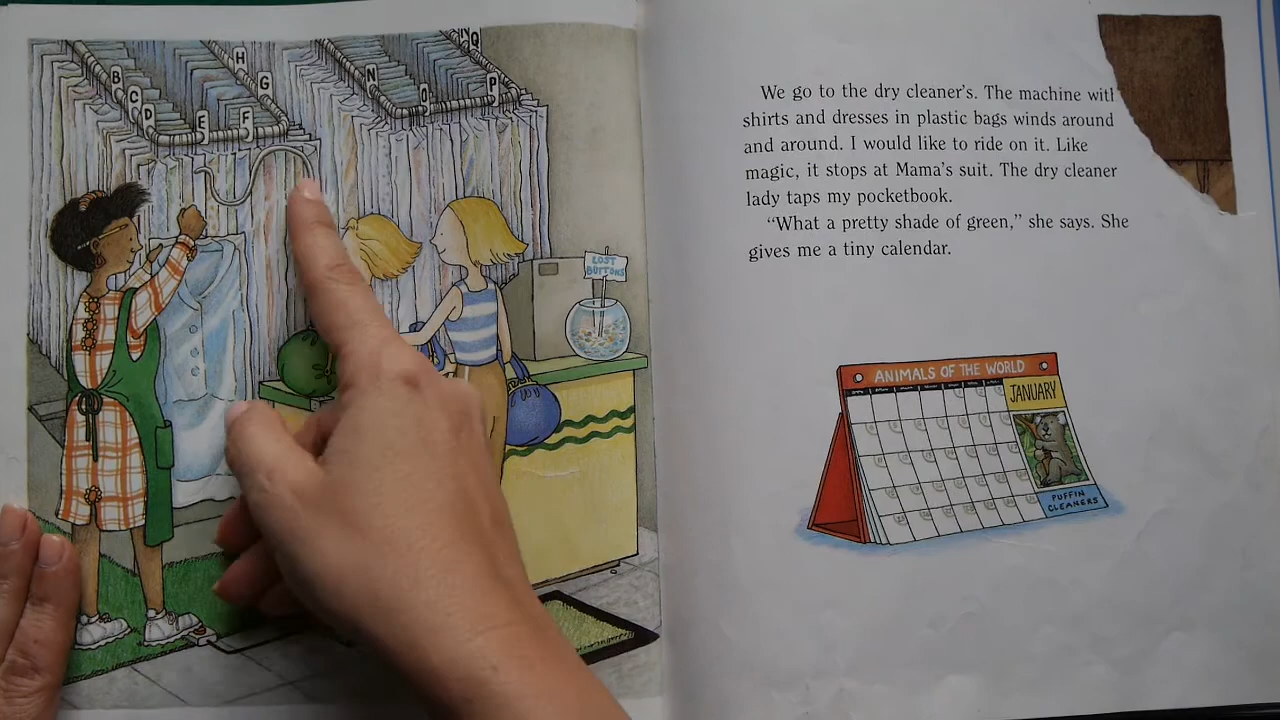 B
C
D
E
F
G
H
N
O
P
Q
LOST
BUTTONS
We go to the dry cleaner's. The machine with
shirts and dresses in plastic bags winds around
and around. I would like to ride on it. Like
magic, it stops at Mama's suit. The dry cleaner
lady taps my pocketbook.
"What a pretty shade of green," she says. She
gives me a tiny calendar.
ANIMALS OF THE WORLD
JANUARY
PUFFIN
CLEANERS